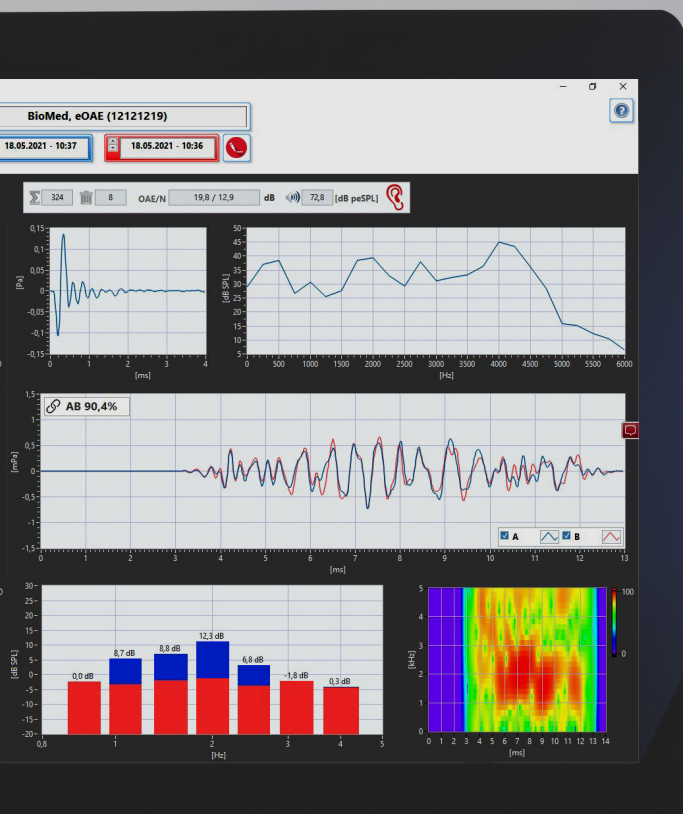 BioMed, eOAE (12121219)
18.05.2021 - 10:37
18.05.2021 - 10:36
324 8 OAE/N 19,8 / 12,9 dB 72,8 [dB peSPL]
0,15
0,1
0,05
0
-0,05
-0,1
-0,15
[Pa]
0 1 2 3 4
[ms]
45
40
35
30
25
20
15
10
5
[dB SPL]
0 500 1000 1500 2000 2500 3000 3500 4000 4500 5000 5500 6000
[Hz]
AB 90,4%
1,5
1
0,5
0
-0,5
-1
-1,5
[mPa]
A B
0 1 2 3 4 5 6 7 8 9 10 11 12 13
[ms]
30
25
20
15
10
5
0
-5
-10
-15
-20
[dB SPL]
0,0 dB 8,7 dB 8,8 dB 12,3 dB 6,8 dB -1,8 dB 0,3 dB
0,8 1 2 3 4 5
[Hz]
5
4
3
2
1
0
[kHz]
100
0
0 1 2 3 4 5 6 7 8 9 10 11 12 13 14
[ms]